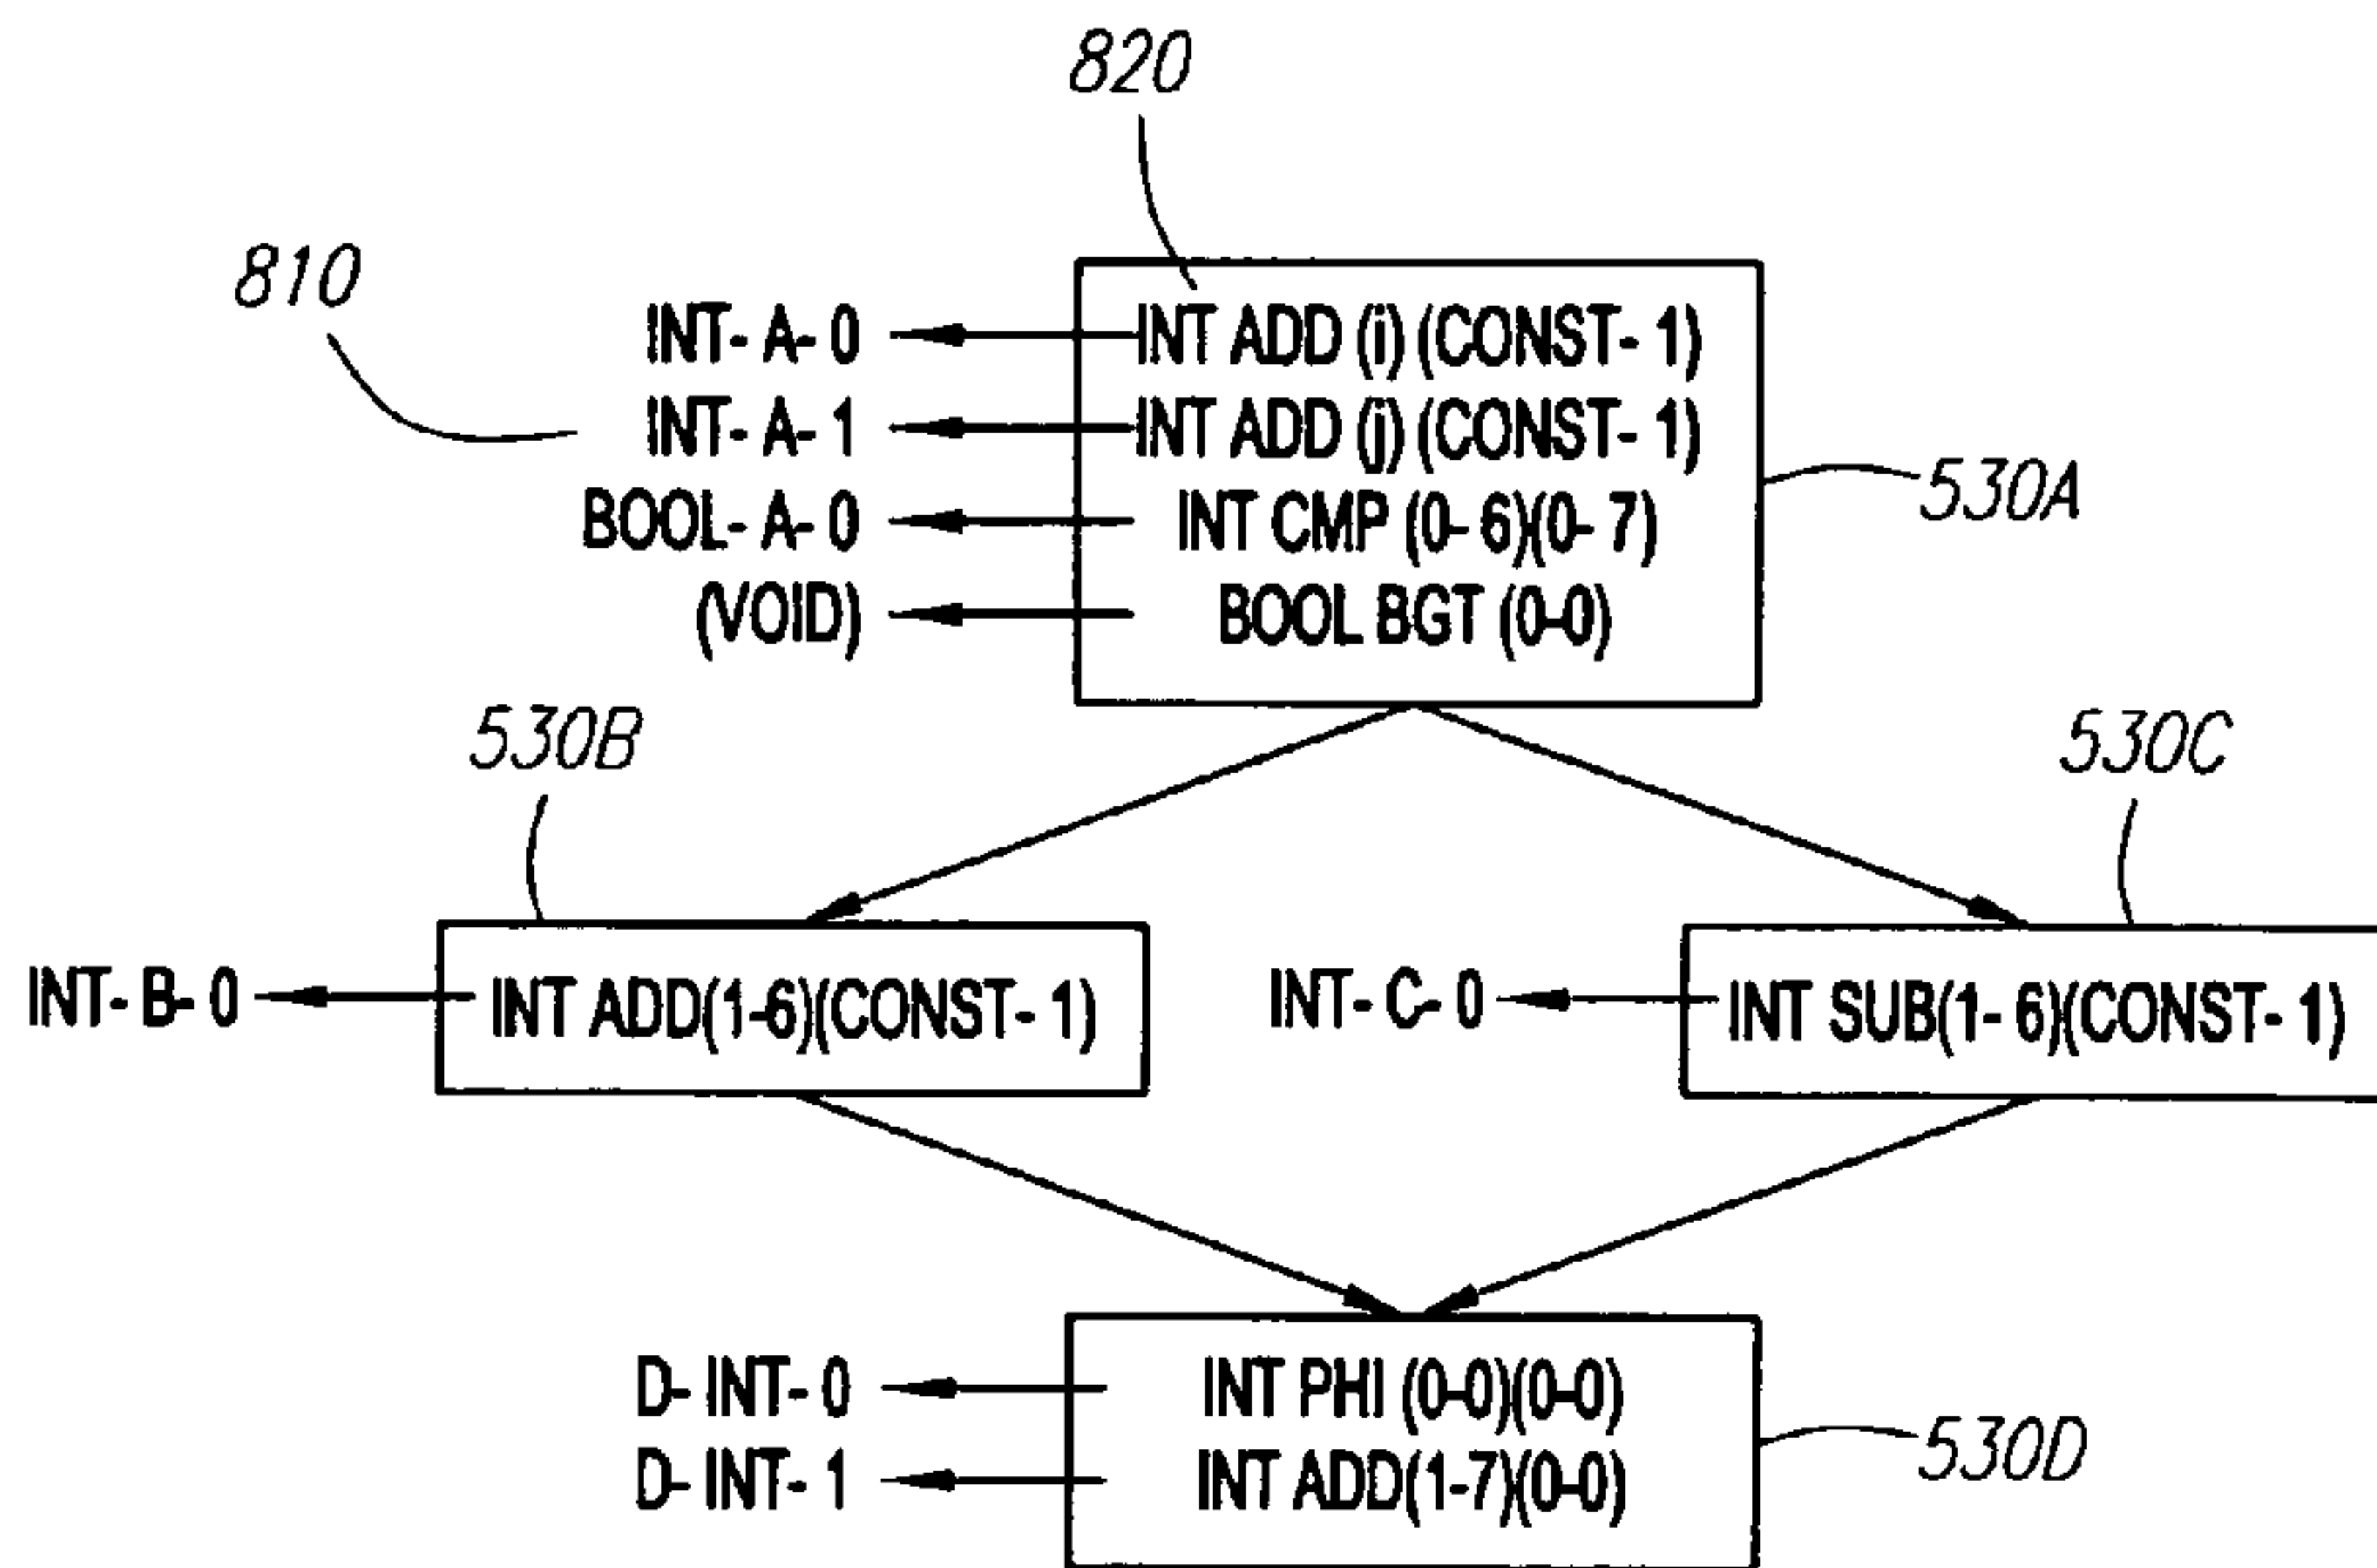 820
810
INT- A- 0 INT ADD (i) (CONST- 1)
INT- A- 1 INT ADD (j) (CONST- 1)
530A
BOOL- A- 0 INT CMP (0- 6)(0- 7)
(VOID) BOOL BGT (0-0)
530B 530C
INT- B- 0 INT ADD(1-6)(CONST- 1) INT- C- 0 INT SUB(1- 6)(CONST- 1)
D- INT- 0 INT PHI (0-0)(0-0)
530D
D- INT- 1 INT ADD(1-7)(0-0)